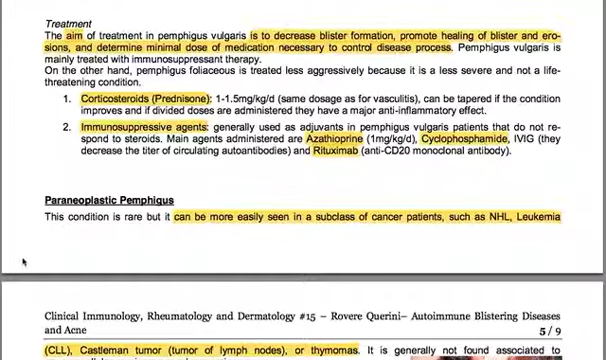 Treatment
The aim of treatment in pemphigus vulgaris is to decrease blister formation, promote healing of blister and ero-
sions, and determine minimal dose of medication necessary to control disease process. Pemphigus vulgaris is
mainly treated with immunosuppressant therapy.
On the other hand, pemphigus foliaceous is treated less aggressively because it is a less severe and not a life-
threatening condition.
1. Corticosteroids (Prednisone): 1-1.5mg/kg/d (same dosage as for vasculitis), can be tapered if the condition
improves and if divided doses are administered they have a major anti-inflammatory effect.
2. Immunosuppressive agents: generally used as adjuvants in pemphigus vulgaris patients that do not re-
spond to steroids. Main agents administered are Azathioprine (1mg/kg/d), Cyclophosphamide, IVIG (they
decrease the titer of circulating autoantibodies) and Rituximab (anti-CD20 monoclonal antibody).
Paraneoplastic Pemphigus
This condition is rare but it can be more easily seen in a subclass of cancer patients, such as NHL, Leukemia
Clinical Immunology, Rheumatology and Dermatology #15 – Rovere Querini– Autoimmune Blistering Diseases
and Acne 5 / 9
(CLL), Castleman tumor (tumor of lymph nodes), or thymomas. It is generally not found associated to